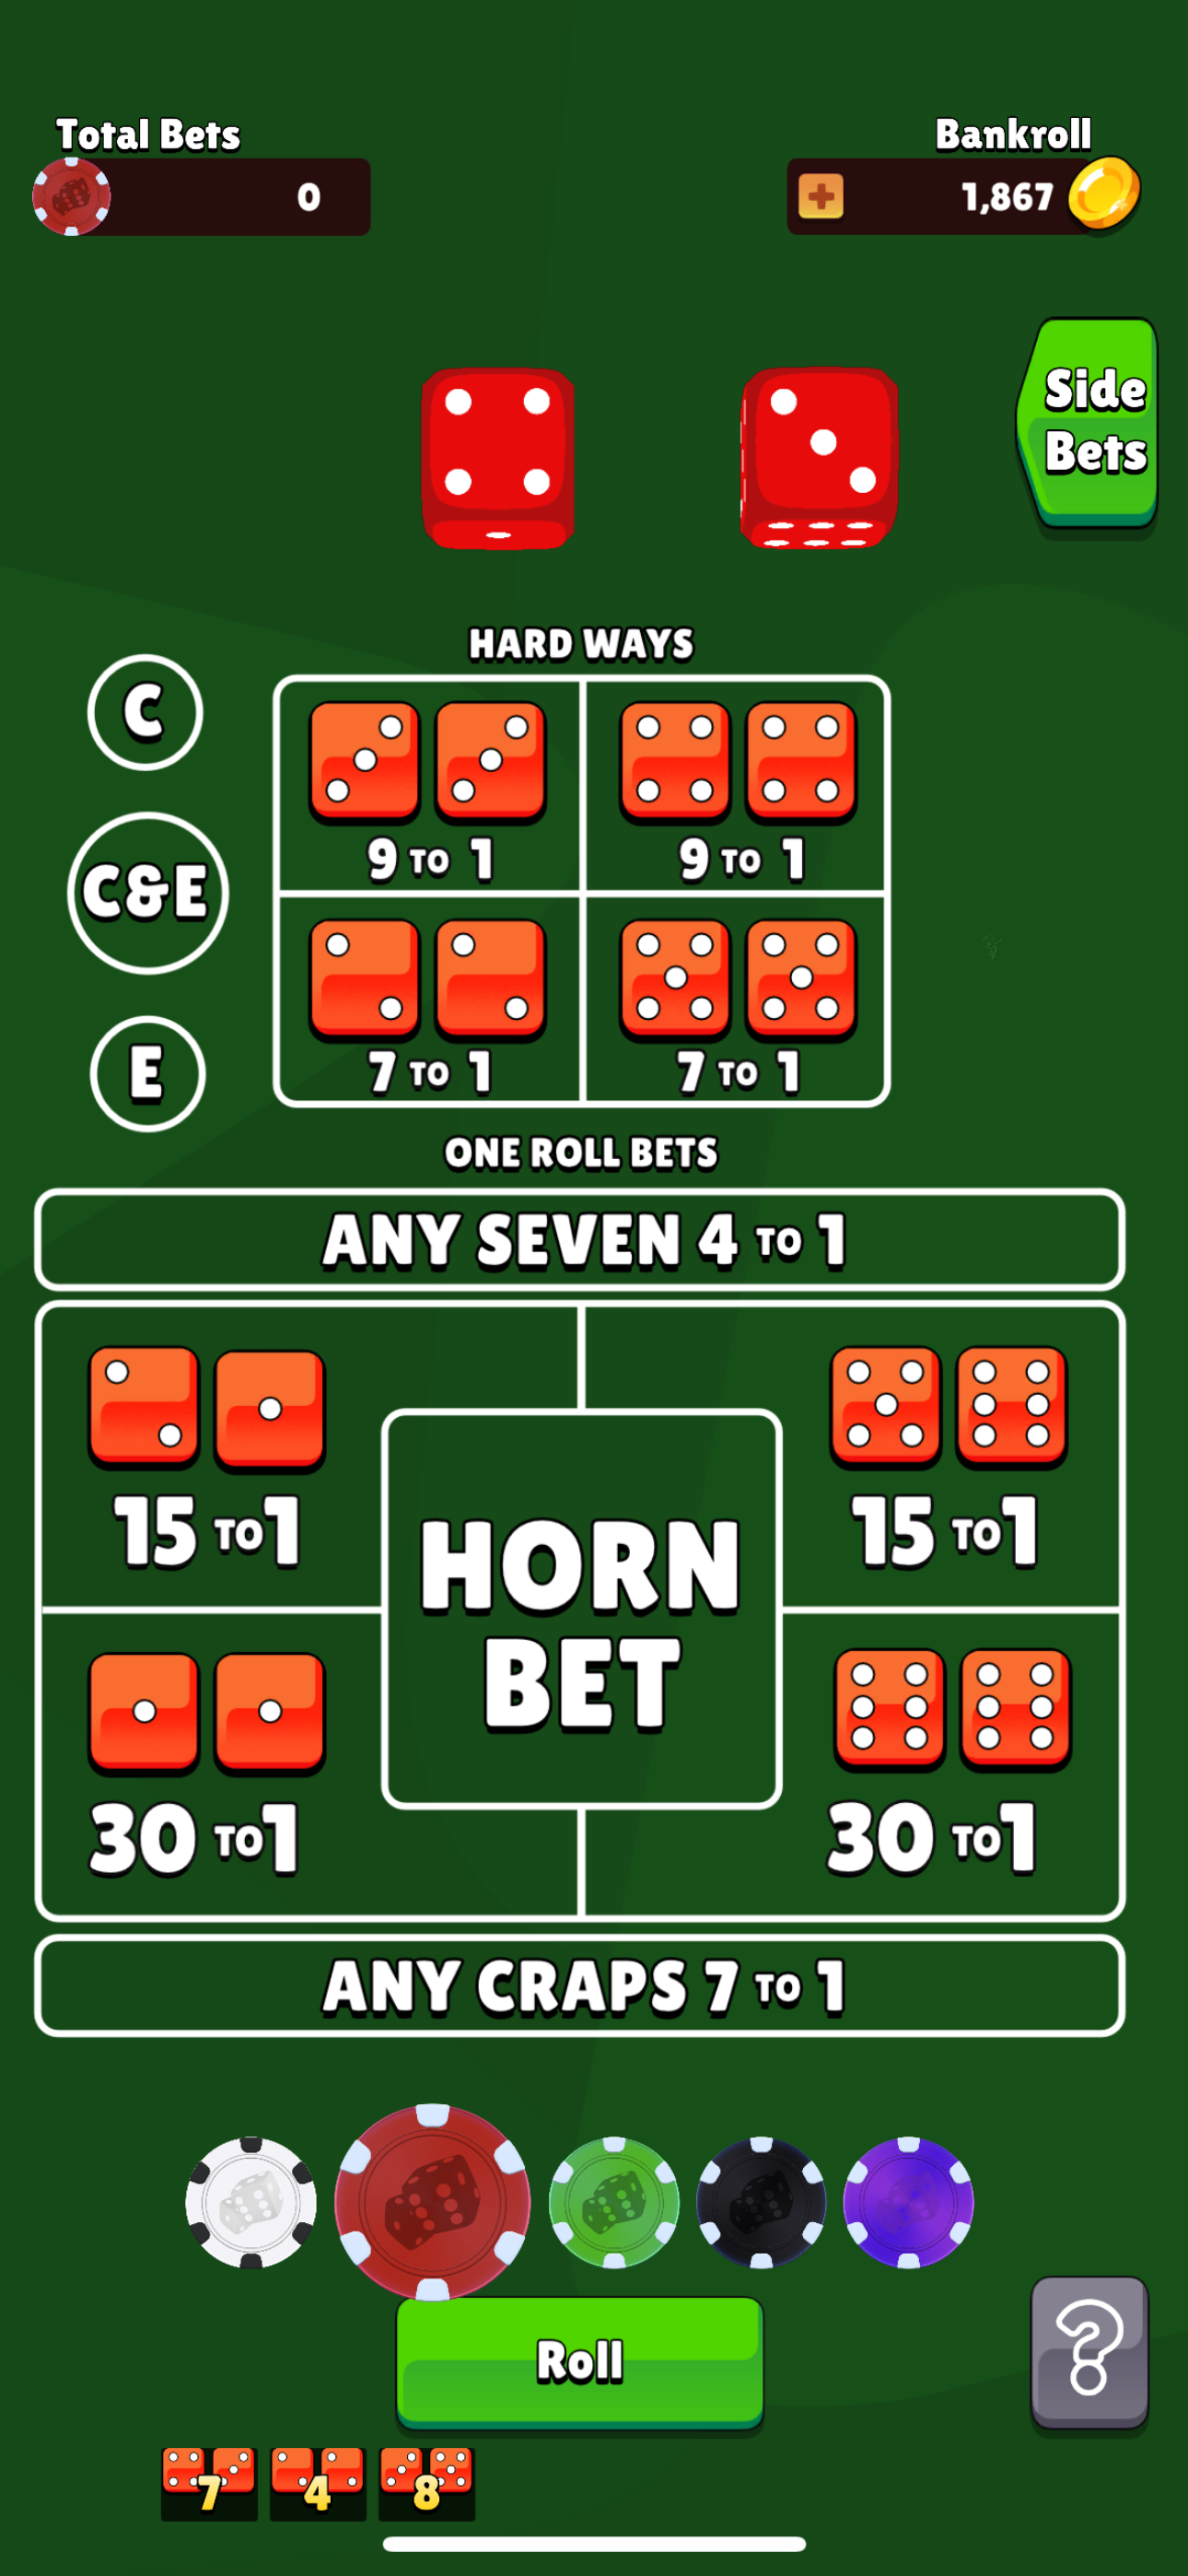 Total Bets
Bankroll
0
1,867
Side
Bets
HARD WAYS
C
9 TO 1
9 TO 1
C&E
E
7 TO 1
7 TO 1
ONE ROLL BETS
ANY SEVEN 4 TO 1
15 TO 1
15 TO 1
HORN
BET
30 TO 1
30 TO 1
ANY CRAPS 7 TO 1
Roll
?
7
4
8